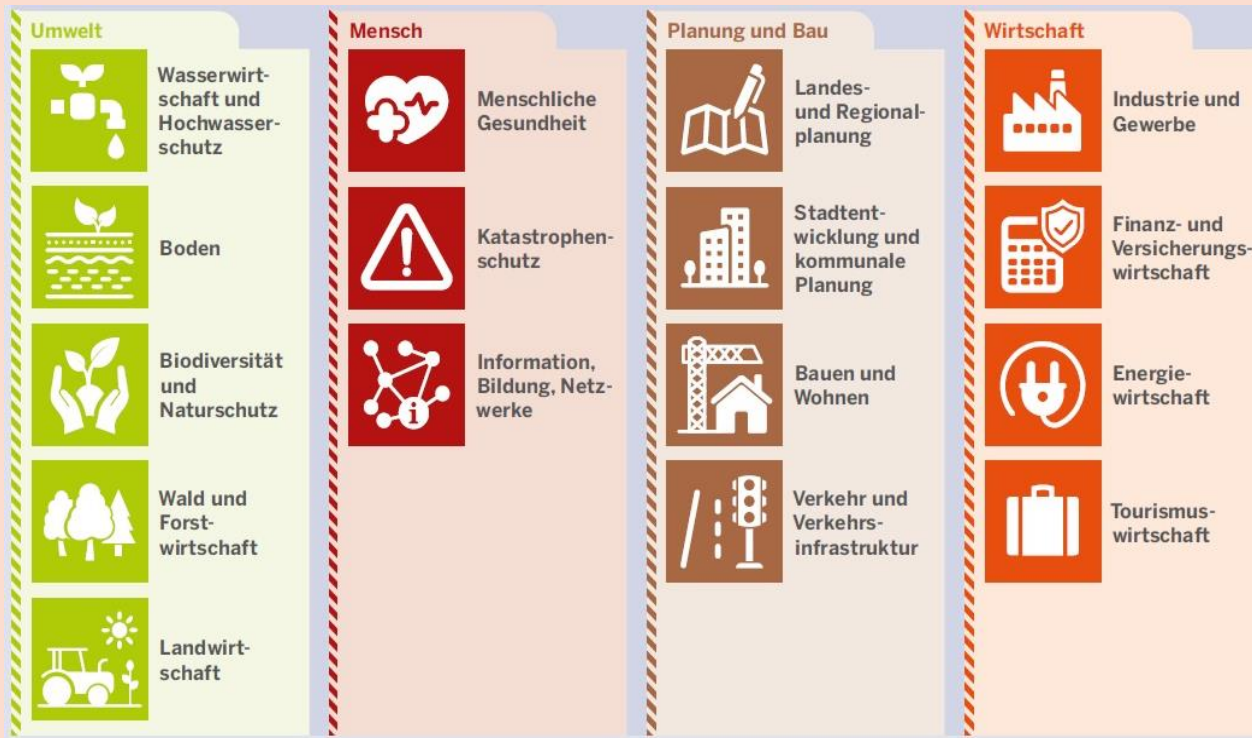 Umwelt
Wasserwirt-
schaft und
Hochwasser-
schutz
Boden
Biodiversität
und
Naturschutz
Wald und
Forst-
wirtschaft
Landwirt-
schaft
Mensch
Menschliche
Gesundheit
Katastrophen-
schutz
Information,
Bildung, Netz-
werke
i
Planung und Bau
Landes-
und Regional-
planung
Stadtent-
wicklung und
kommunale
Planung
Bauen und
Wohnen
Verkehr und
Verkehrs-
infrastruktur
Wirtschaft
Industrie und
Gewerbe
Finanz- und
Versicherungs-
wirtschaft
Energie-
wirtschaft
Tourismus-
wirtschaft